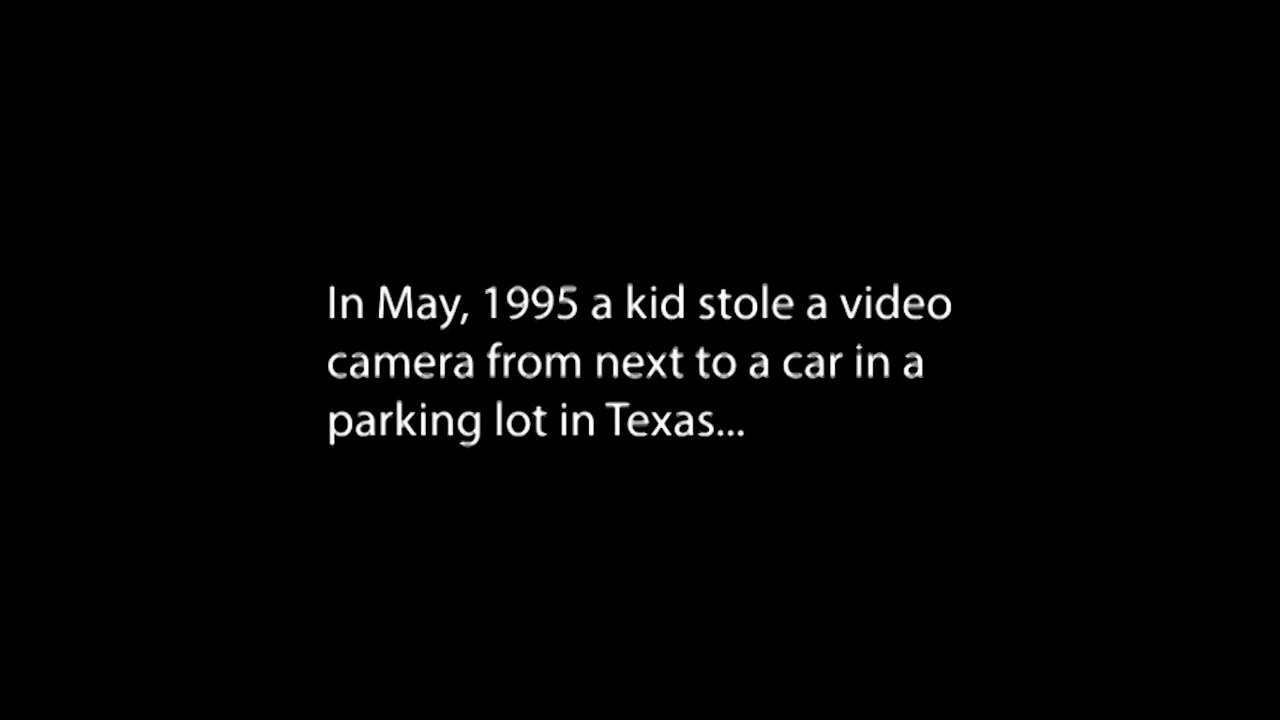 In May, 1995 a kid stole a video
camera from next to a car in a
parking lot in Texas...